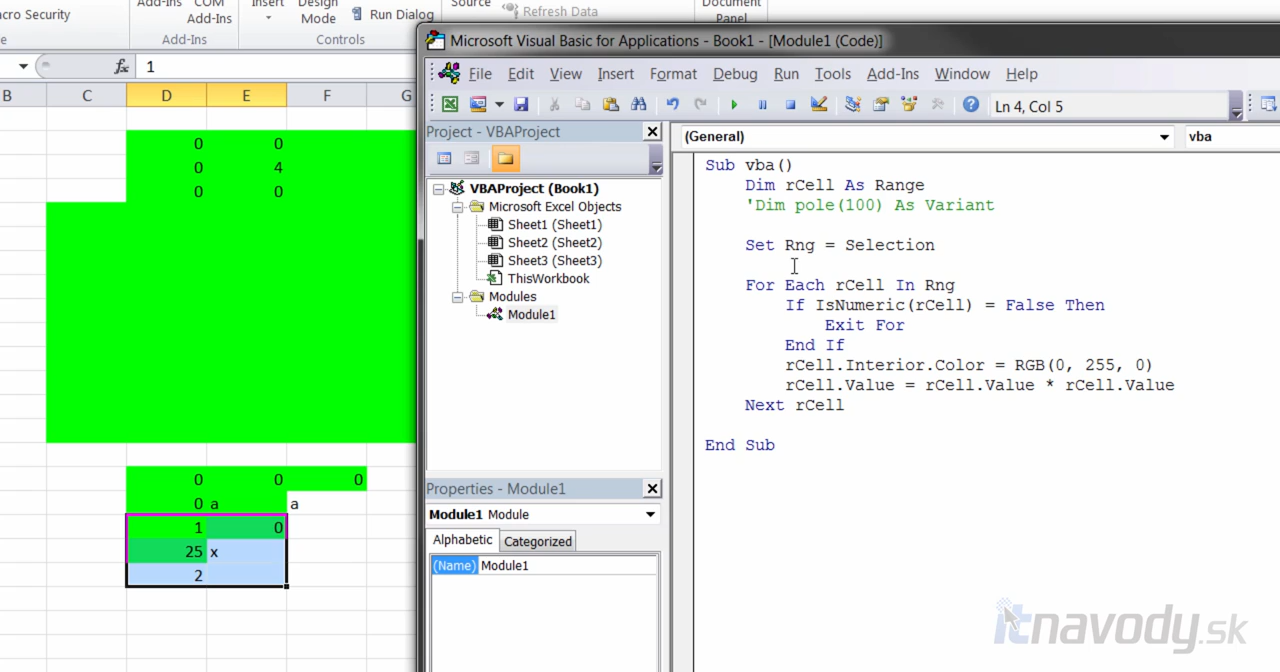 Add-Ins COM Insert Design Source Document
acro Security Add-Ins Mode Run Dialog Refresh Data Panel
Add-Ins Controls
fx 1
B C D E F G
0 0
0 4
0 0
0 0 0
0 a a
1 0
25 x
2
Microsoft Visual Basic for Applications - Book1 - [Module1 (Code)]
File Edit View Insert Format Debug Run Tools Add-Ins Window Help
Ln 4, Col 5
Project - VBAProject
VBAProject (Book1)
Microsoft Excel Objects
Sheet1 (Sheet1)
Sheet2 (Sheet2)
Sheet3 (Sheet3)
ThisWorkbook
Modules
Module1
Properties - Module1
Module1 Module
Alphabetic Categorized
(Name) Module1
(General) vba
Sub vba()
Dim rCell As Range
'Dim pole(100) As Variant
Set Rng = Selection
For Each rCell In Rng
If IsNumeric(rCell) = False Then
Exit For
End If
rCell.Interior.Color = RGB(0, 255, 0)
rCell.Value = rCell.Value * rCell.Value
Next rCell
End Sub
itnavody.sk